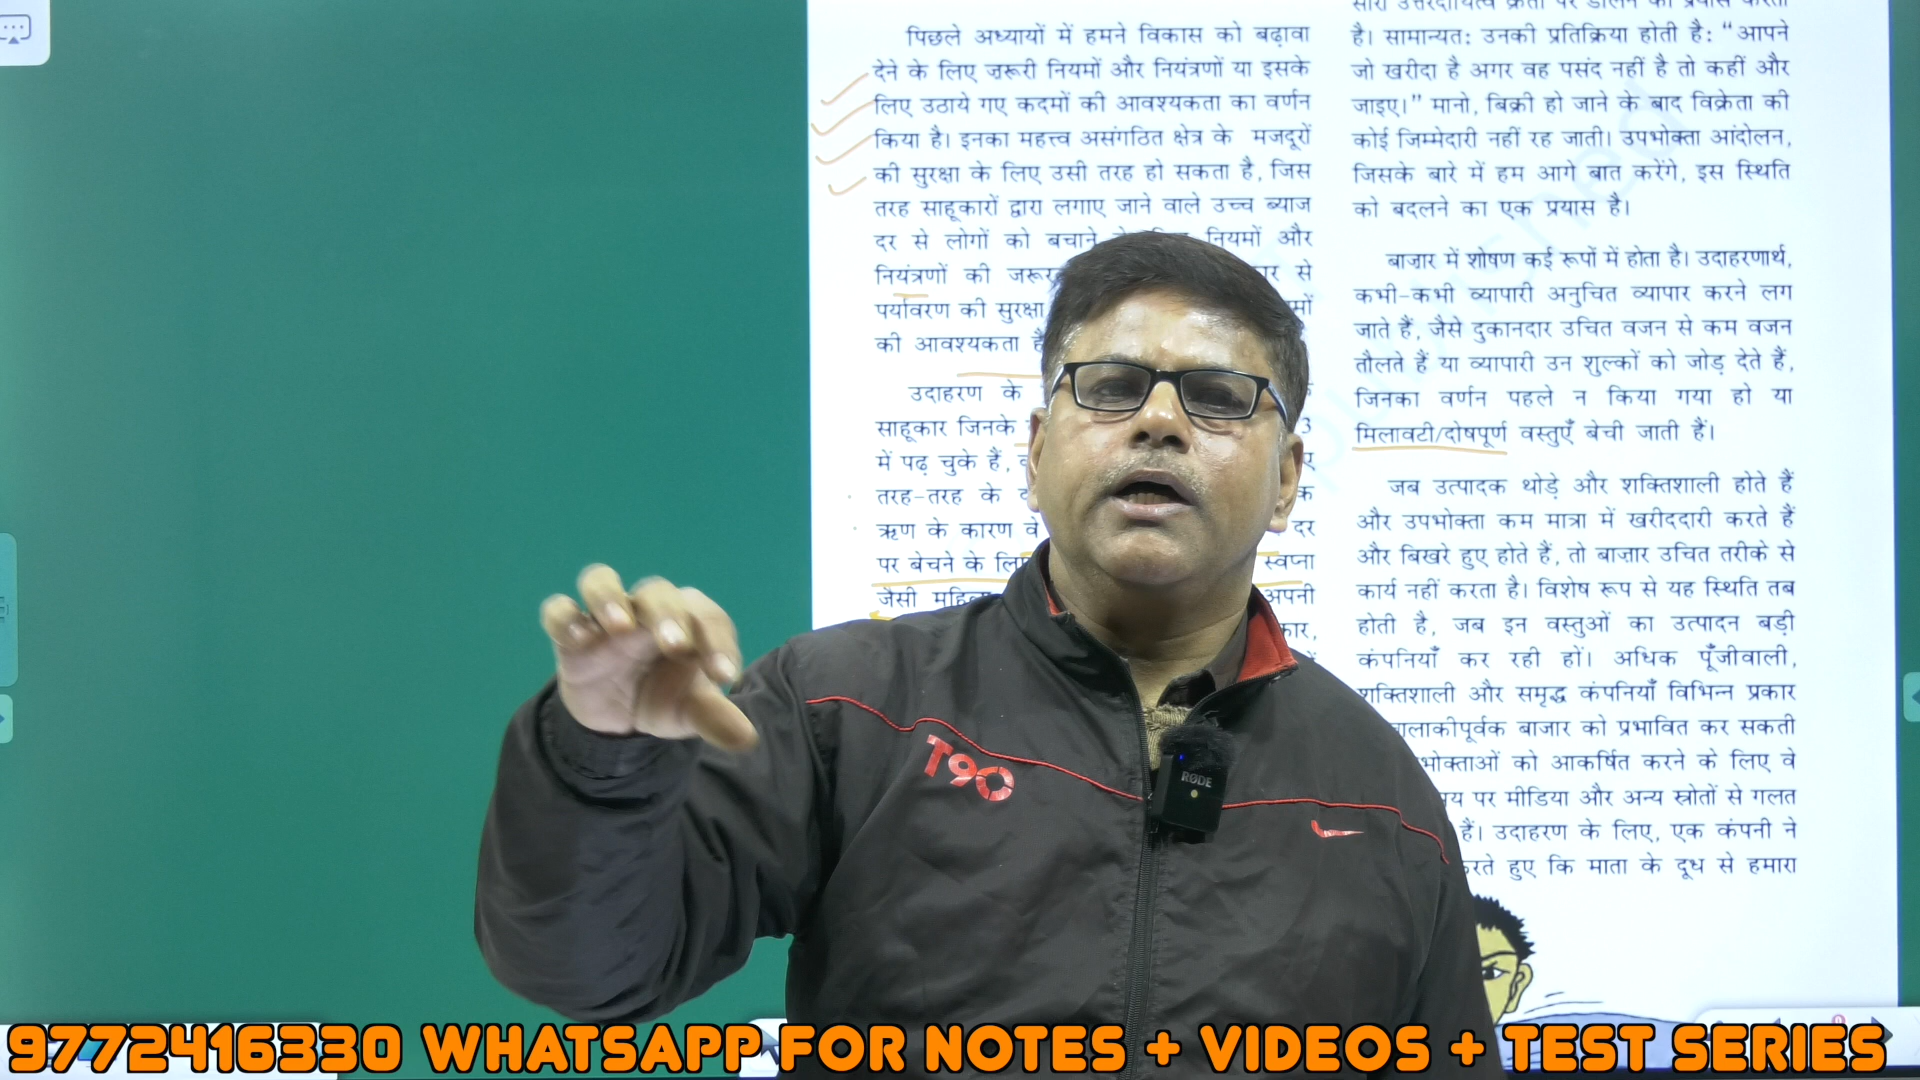 पिछले अध्यायों में हमने विकास को बढ़ावा
देने के लिए ज़रूरी नियमों और नियंत्रणों या इसके
लिए उठाये गए कदमों की आवश्यकता का वर्णन
किया है। इनका महत्त्व असंगठित क्षेत्र के मजदूरों
की सुरक्षा के लिए उसी तरह हो सकता है, जिस
तरह साहूकारों द्वारा लगाए जाने वाले उच्च ब्याज
दर से लोगों को बचाने नियमों और
नियंत्रणों की से
पर्यावरण की सुरक्षा
की आवश्यकता
उदाहरण के
साहूकार जिनके 3
में पढ़ चुके हैं,
तरह-तरह के
ऋण के कारण वे दर
पर बेचने के स्वप्ना
जैसी अपनी
है। सामान्यतः उनकी प्रतिक्रिया होती है: “आपने
जो खरीदा है अगर वह पसंद नहीं है तो कहीं और
जाइए।” मानो, बिक्री हो जाने के बाद विक्रेता की
कोई जिम्मेदारी नहीं रह जाती। उपभोक्ता आंदोलन,
जिसके बारे में हम आगे बात करेंगे, इस स्थिति
को बदलने का एक प्रयास है।
बाज़ार में शोषण कई रूपों में होता है। उदाहरणार्थ,
कभी-कभी व्यापारी अनुचित व्यापार करने लग
जाते हैं, जैसे दुकानदार उचित वजन से कम वजन
तौलते हैं या व्यापारी उन शुल्कों को जोड़ देते हैं,
जिनका वर्णन पहले न किया गया हो या
मिलावटी/दोषपूर्ण वस्तुएँ बेची जाती हैं।
जब उत्पादक थोड़े और शक्तिशाली होते हैं
और उपभोक्ता कम मात्रा में खरीददारी करते हैं
और बिखरे हुए होते हैं, तो बाज़ार उचित तरीके से
कार्य नहीं करता है। विशेष रूप से यह स्थिति तब
होती है, जब इन वस्तुओं का उत्पादन बड़ी
कंपनियाँ कर रही हों। अधिक पूँजीवाली,
शक्तिशाली और समृद्ध कंपनियाँ विभिन्न प्रकार
बाजार को प्रभावित कर सकती
को आकर्षित करने के लिए वे
पर मीडिया और अन्य स्रोतों से गलत
हैं। उदाहरण के लिए, एक कंपनी ने
हुए कि माता के दूध से हमारा
T90
RØDE
9772416330 WHATSAPP FOR NOTES + VIDEOS + TEST SERIES